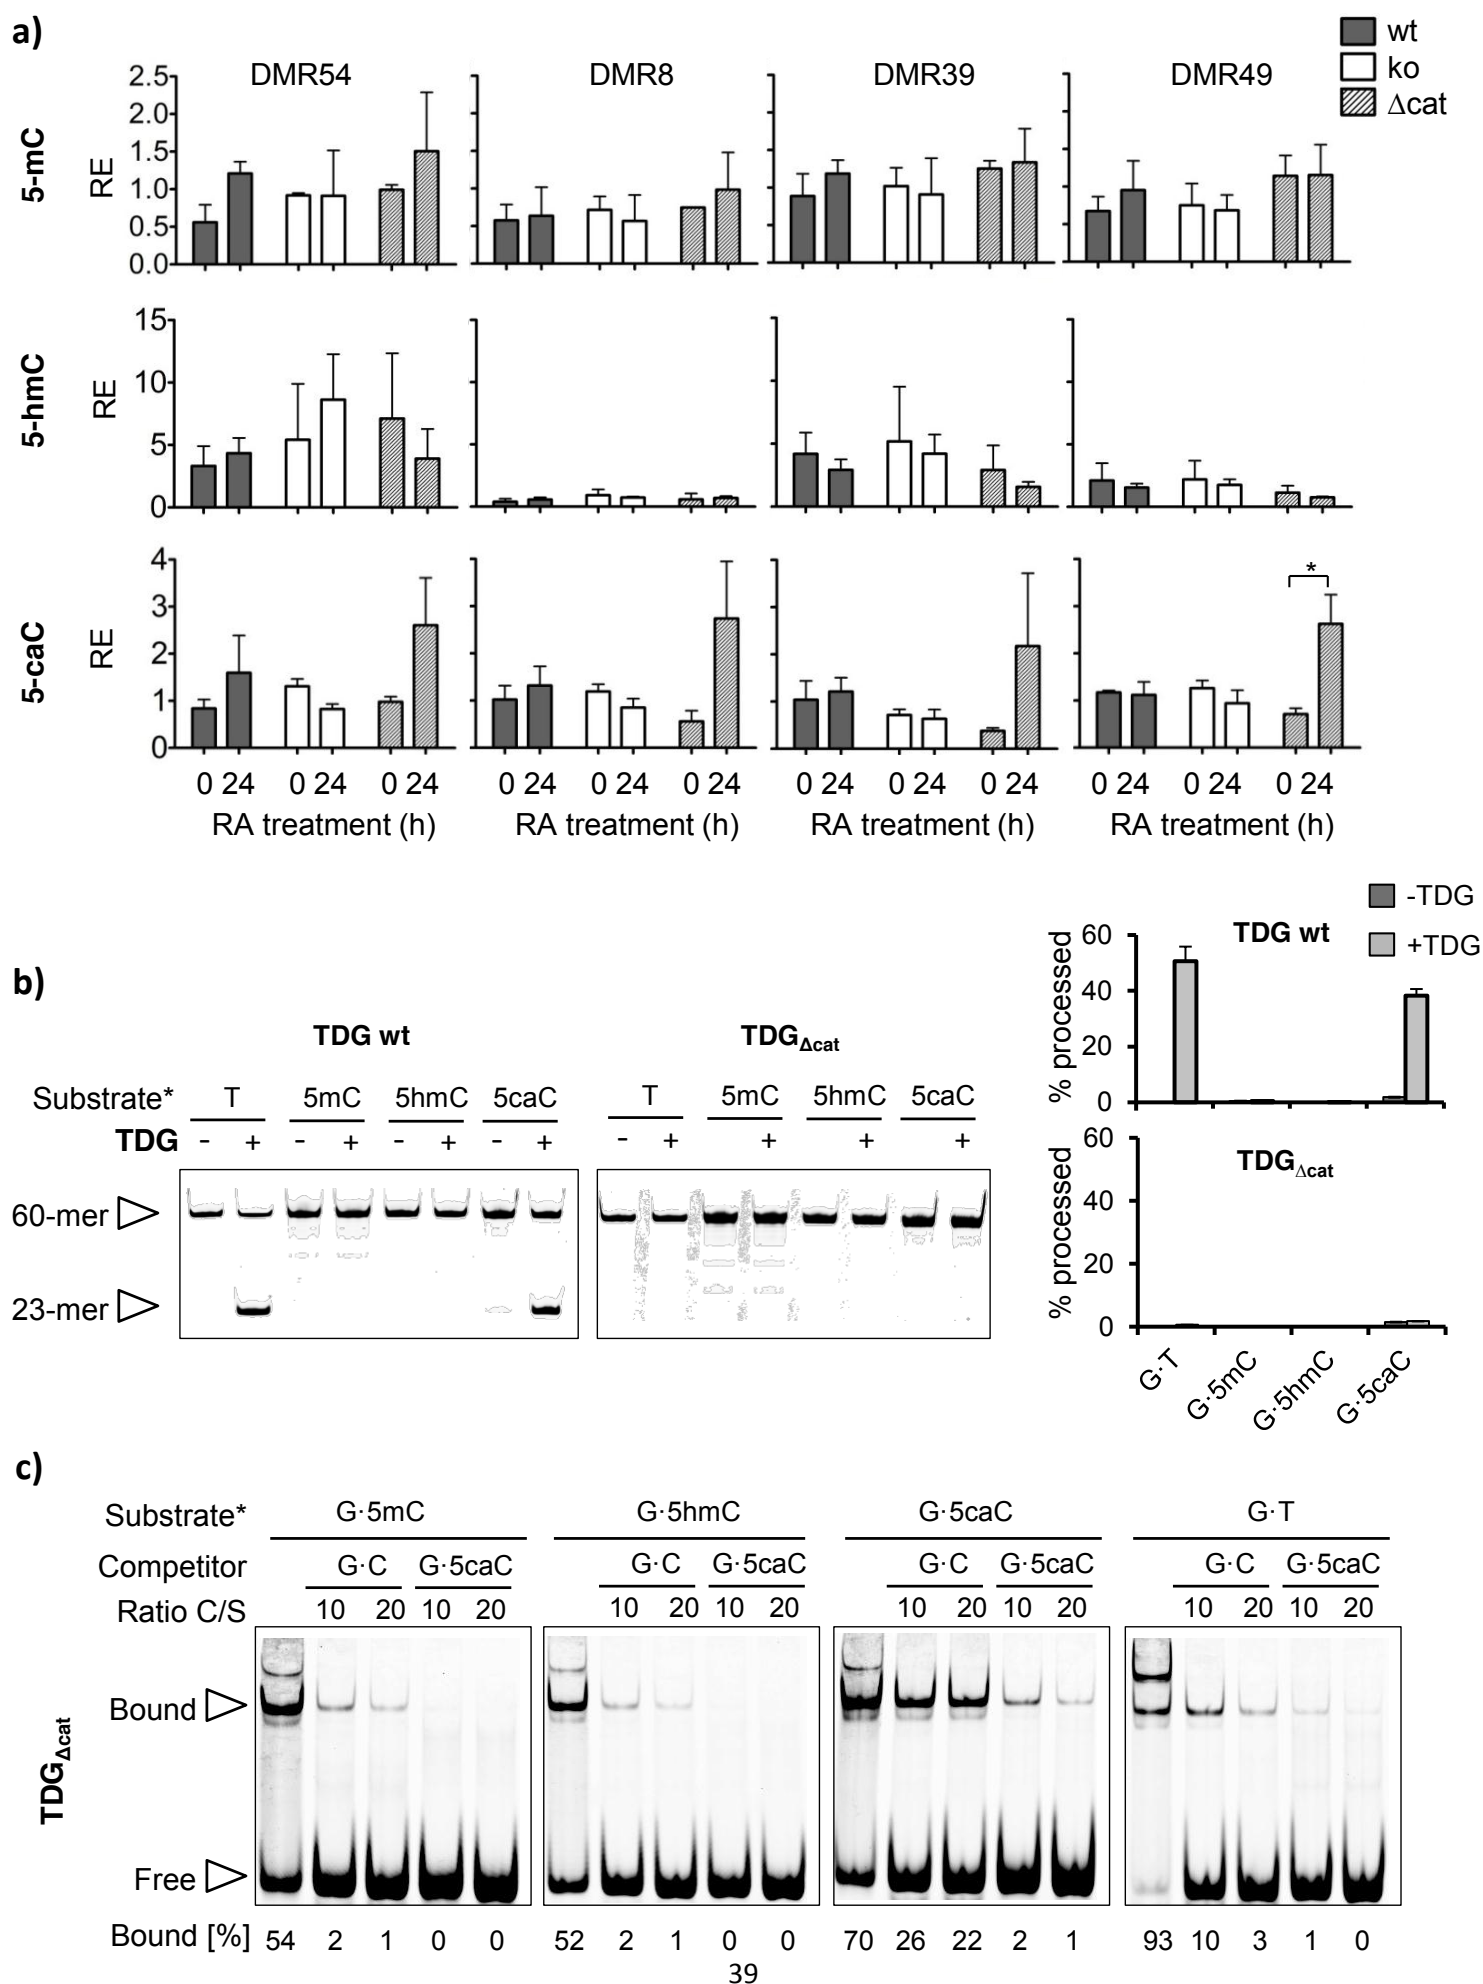 a)
wt
ko
Δcat
DMR54 DMR8 DMR39 DMR49
5-mC
RE
2.5
2.0
1.5
1.0
0.5
0.0
5-hmC
RE
15
10
5
0
5-caC
RE
4
3
2
1
0
*
0 24 0 24 0 24 0 24 0 24 0 24 0 24 0 24 0 24 0 24 0 24 0 24
RA treatment (h) RA treatment (h) RA treatment (h) RA treatment (h)
b)
TDG wt TDGΔcat
Substrate* T 5mC 5hmC 5caC T 5mC 5hmC 5caC
TDG - + - + - + - + - + + + +
60-mer
23-mer
-TDG
+TDG
TDG wt
% processed
60
40
20
0
TDGΔcat
% processed
60
40
20
0
G·T G·5mC G·5hmC G·5caC
c)
Substrate* G·5mC G·5hmC G·5caC G·T
Competitor G·C G·5caC G·C G·5caC G·C G·5caC G·C G·5caC
Ratio C/S 10 20 10 20 10 20 10 20 10 20 10 20 10 20 10 20
TDGΔcat
Bound
Free
Bound [%] 54 2 1 0 0 52 2 1 0 0 70 26 22 2 1 93 10 3 1 0
39